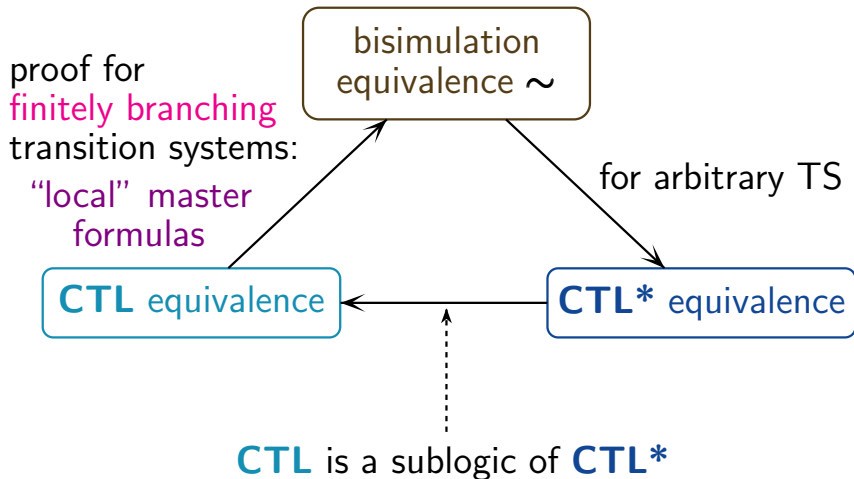 bisimulation
equivalence ∼
proof for
finitely branching
transition systems:
“local” master
formulas
for arbitrary TS
CTL equivalence
CTL* equivalence
CTL is a sublogic of CTL*